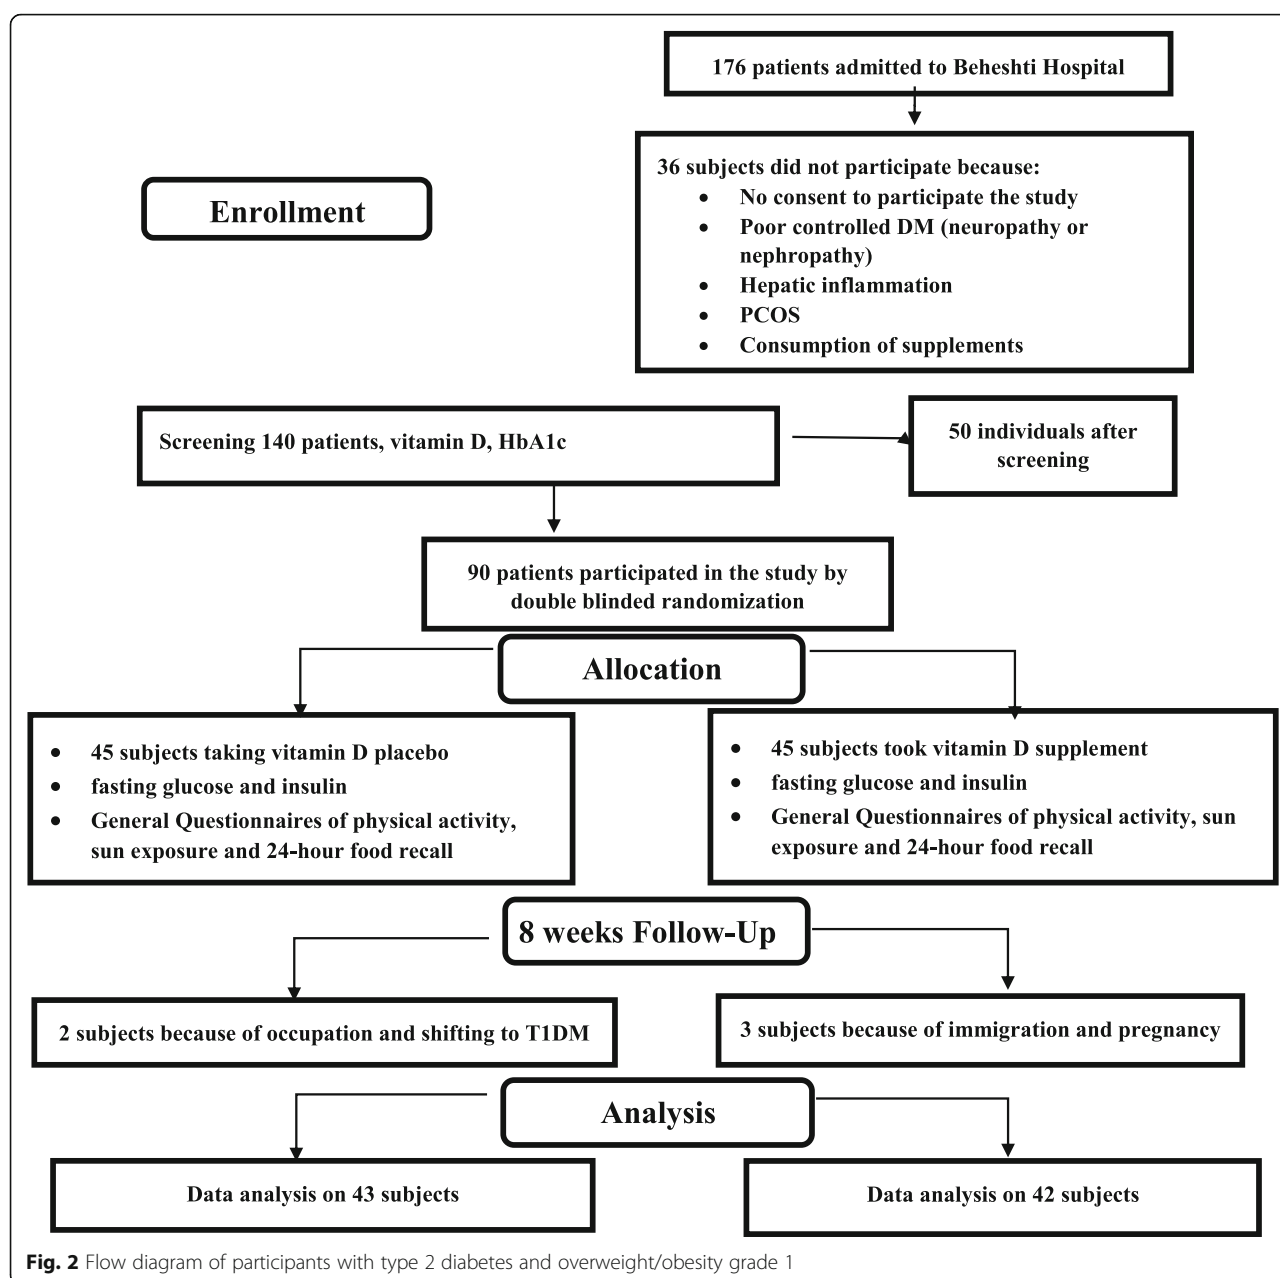 176 patients admitted to Beheshti Hospital
36 subjects did not participate because:
• No consent to participate the study
• Poor controlled DM (neuropathy or
nephropathy)
• Hepatic inflammation
• PCOS
• Consumption of supplements
Enrollment
Screening 140 patients, vitamin D, HbA1c
50 individuals after
screening
90 patients participated in the study by
double blinded randomization
Allocation
• 45 subjects taking vitamin D placebo
• fasting glucose and insulin
• General Questionnaires of physical activity,
sun exposure and 24-hour food recall
• 45 subjects took vitamin D supplement
• fasting glucose and insulin
• General Questionnaires of physical activity, sun
exposure and 24-hour food recall
8 weeks Follow-Up
2 subjects because of occupation and shifting to T1DM
3 subjects because of immigration and pregnancy
Analysis
Data analysis on 43 subjects
Data analysis on 42 subjects
Fig. 2 Flow diagram of participants with type 2 diabetes and overweight/obesity grade 1